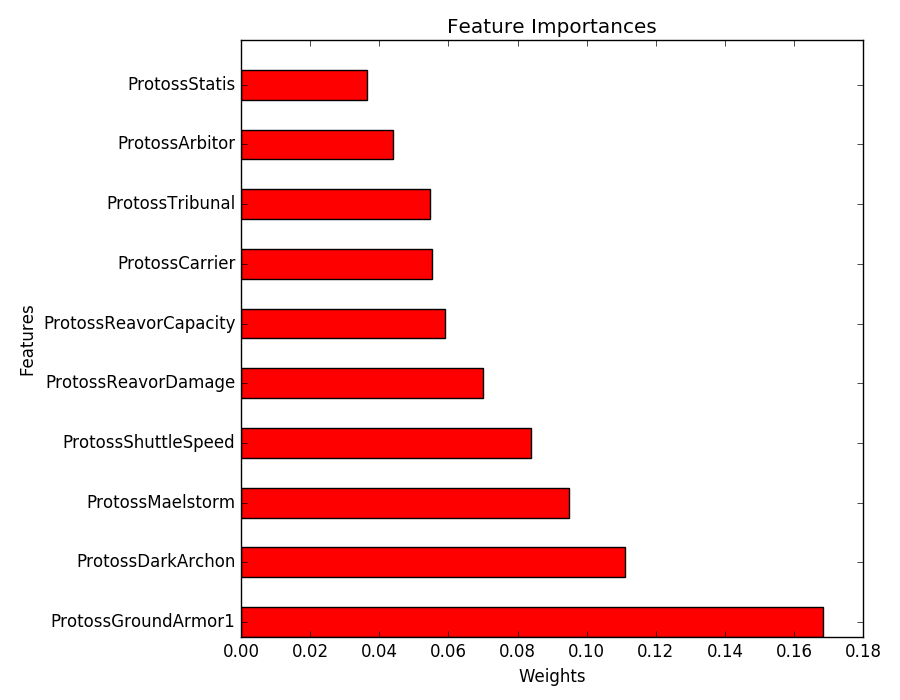 Feature Importances
ProtossStatis
ProtossArbitor
ProtossTribunal
ProtossCarrier
ProtossReavorCapacity
ProtossReavorDamage
ProtossShuttleSpeed
ProtossMaelstorm
ProtossDarkArchon
ProtossGroundArmor1
Features
0.00 0.02 0.04 0.06 0.08 0.10 0.12 0.14 0.16 0.18
Weights